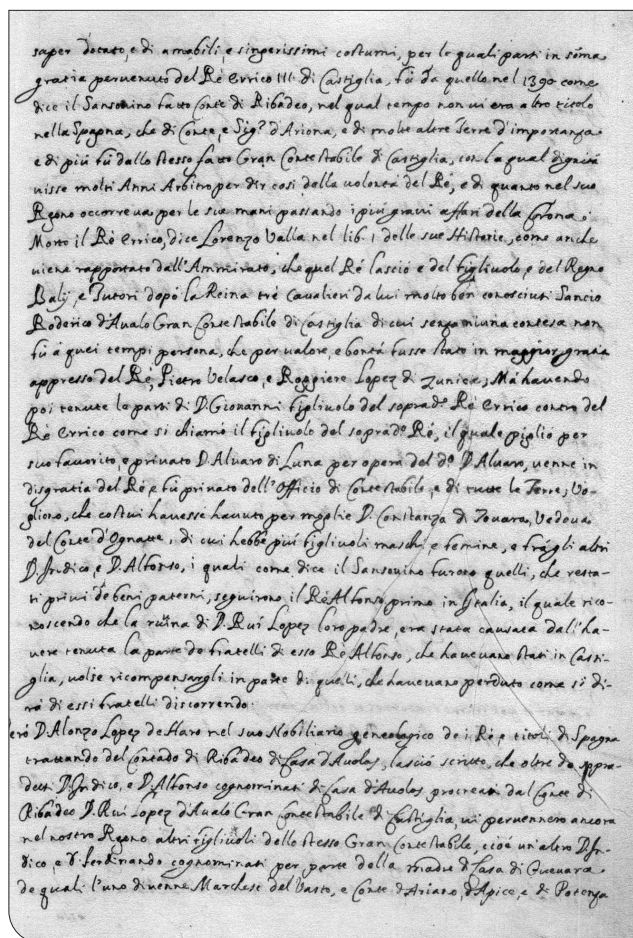 saper dotato, e di amabili, e singerissimi costumi, per le quali parti in sõma
gratia pervenuto del Rè Errico III. di Castiglia, fù da quello nel 1390 come
dice il Sansovino fatto Conte di Ribadeo, nel qual tempo non vi era altro titolo
nella Spagna, che di Conte, e Sig.r d'Ariona, e di molte altre Terre d'importanza
e di più fù dallo stesso fatto Gran Contestabile di Castiglia, con la qual dignità
visse molti Anni Arbitro per dir così della volontà del Rè, e di quanto nel suo
Regno occorreva per le sue mani passando i più gravi affari della Corona.
Morto il Rè Errico, dice Lorenzo Valla nel lib. 1 delle sue Historie, come anche
viene rapportato dall'Ammirato, che quel Rè lasciò e del figlivolo, e del Regno
Balij, e Tutori dopò la Reina trè Cavalieri da lui molto ben conosciuti Sancio
Roderico d'Avalo Gran Contestabile di Castiglia di cui senza niuna contesa non
fù à quei tempi persona, che per valore, e bontà fusse stato in maggior gratia
appresso del Rè, Pietro Velasco, e Roggiere Lopez di Zunica; Mà havendo
poi tenute le parti di D. Giovanni figlivolo del soprad.o Rè Errico contro del
Rè Errico come si chiamò il figlivolo del soprad.o Rè, il quale pigliò per
suo favorito, e privato D. Alvaro di Luna per opera del d.o D. Alvaro, venne in
disgratia del Rè, e fù privato dell'Officio di Contestabile, e di tutte le Terre; Vo-
gliono, che costui havesse havuto per moglie D. Constanza di Touara, Vedova
del Conte d'Ognatte, di cui hebbe più figlivoli maschi, e femine, e frà gli altri
D. Indico, e D. Alfonso, i quali come dice il Sansovino furono quelli, che resta-
ti privi de beni paterni, seguirono il Rè Alfonso primo in Italia, il quale rico-
noscendo che la ruina di D. Rui Lopez loro padre, era stata causata dall'ha-
vere tenuta la parte de fratelli di esso Rè Alfonso, che havevano stati in Casti-
glia, volse ricompensargli in parte di quelli, che havevano perduto come si di-
rà di essi fratelli discorrendo:
Però D. Alonzo Lopez de Haro nel suo Nobiliario geneologico de i Rè, e titoli di Spagna
trattando del Contado di Ribadeo di Casa d'Avolos, lasciò scritto, che oltre da sopra-
detti D. Indico, e D. Alfonso cognominati di Casa d'Avolos procreati dal Conte di
Ribadeo D. Rui Lopez d'Avalo Gran Contestabile di Castiglia, vi pervennero ancora
nel nostro Regno altri figlivoli dello stesso Gran Contestabile, cioè un'altro D. In-
dico, e D. Ferdinando cognominati per parte della madre di Casa di Guevara
de quali l'uno divenne Marchese del Vasto, e Conte d'Ariano, d'Apice, e di Potenza